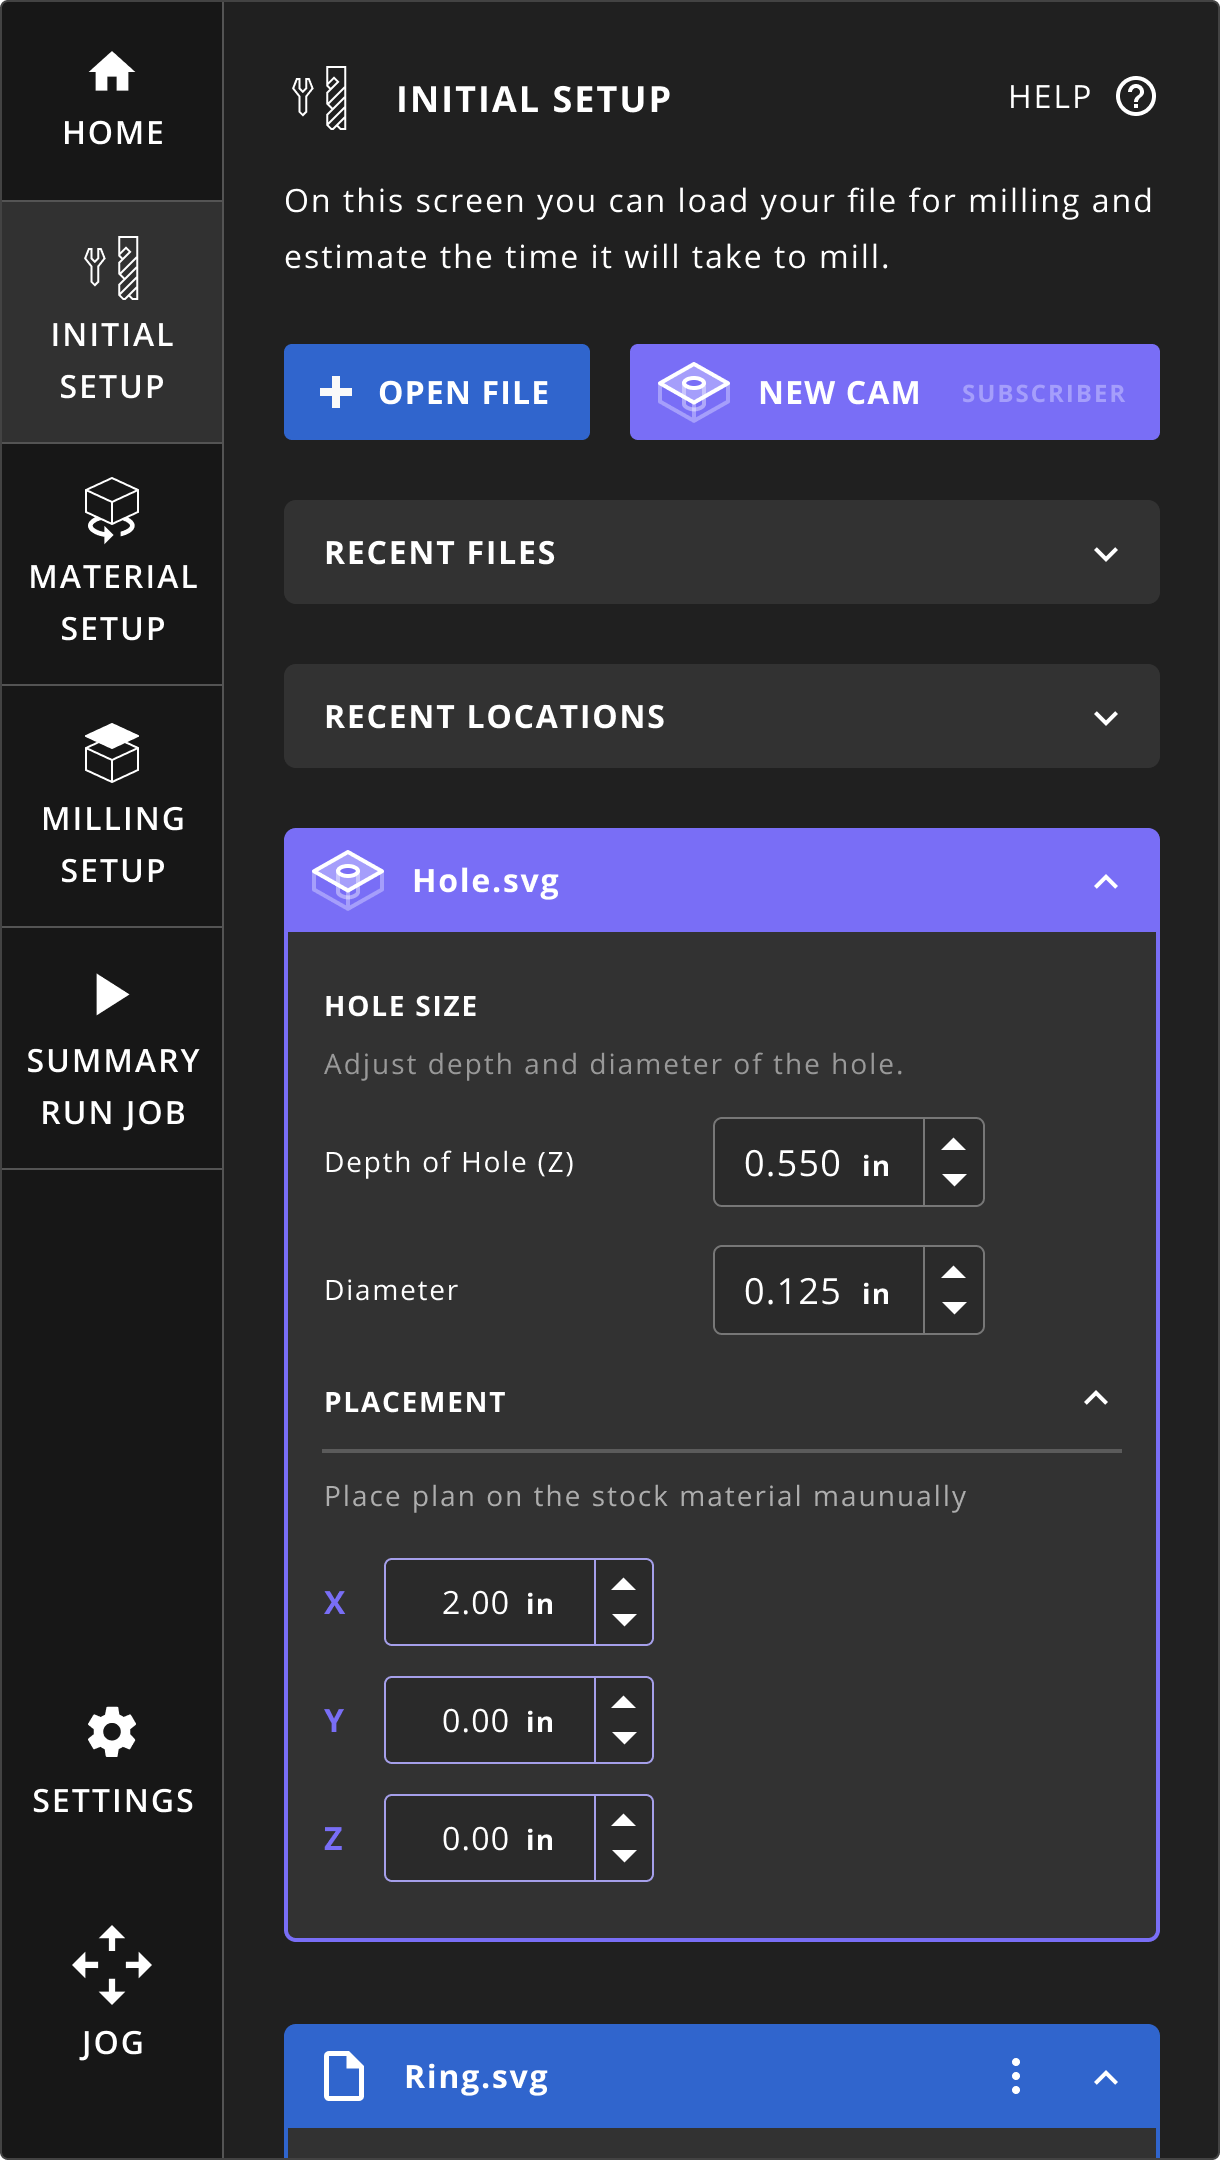 HOME
INITIAL
SETUP
MATERIAL
SETUP
MILLING
SETUP
SUMMARY
RUN JOB
SETTINGS
JOG
INITIAL SETUP
HELP
On this screen you can load your file for milling and
estimate the time it will take to mill.
OPEN FILE
NEW CAM SUBSCRIBER
RECENT FILES
RECENT LOCATIONS
Hole.svg
HOLE SIZE
Adjust depth and diameter of the hole.
Depth of Hole (Z) 0.550 in
Diameter 0.125 in
PLACEMENT
Place plan on the stock material maunually
X 2.00 in
Y 0.00 in
Z 0.00 in
Ring.svg